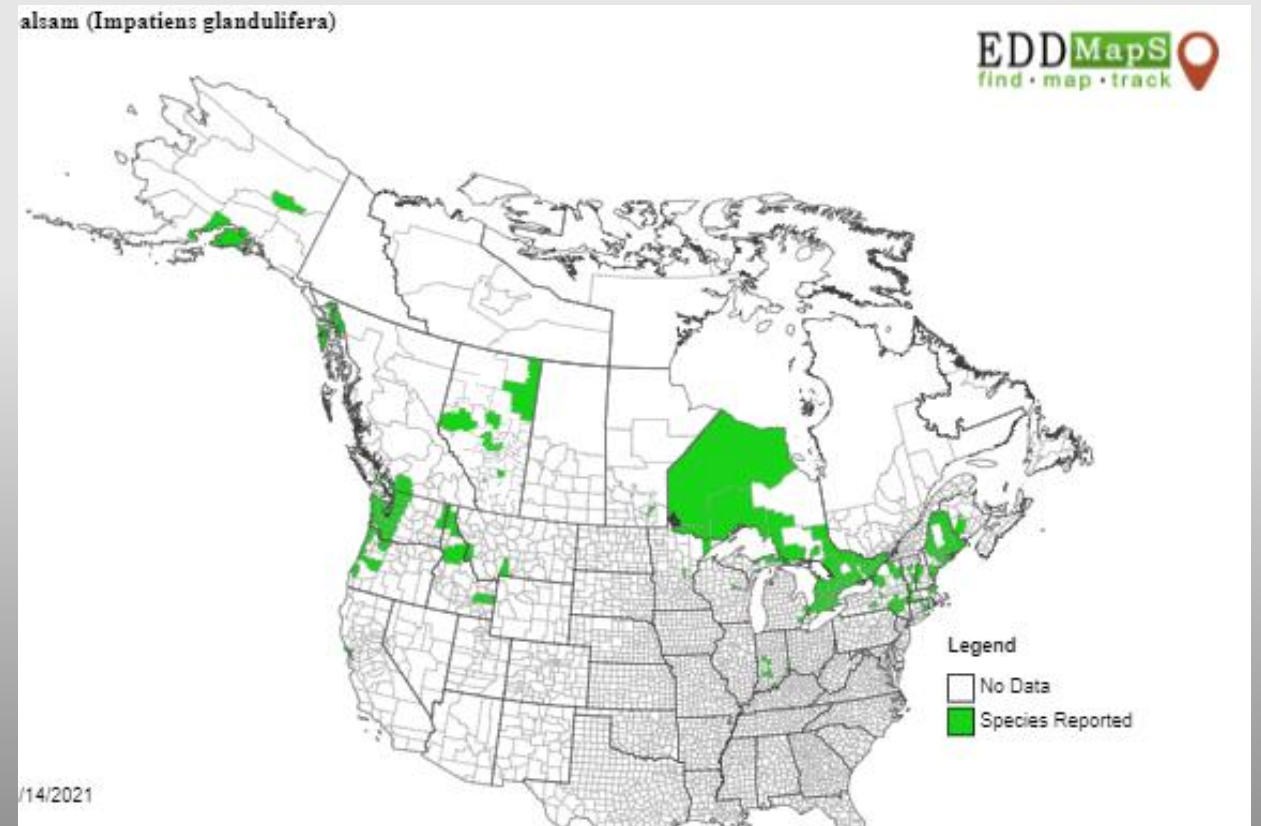 alsam (Impatiens glandulifera)
EDDMapS
find · map · track
Legend
No Data
Species Reported
/14/2021